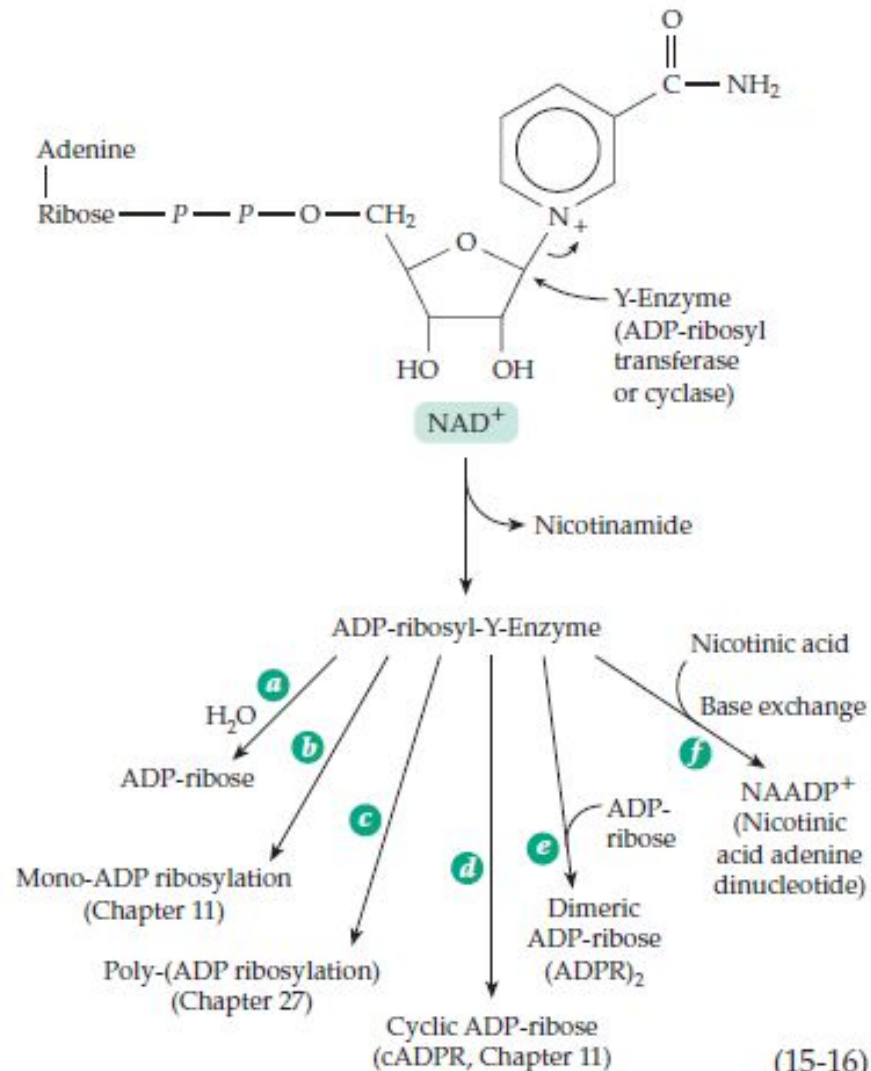 O
C—NH₂
Adenine
Ribose—P—P—O—CH₂
N+
O
Y-Enzyme
(ADP-ribosyl
transferase
or cyclase)
HO OH
NAD⁺
Nicotinamide
ADP-ribosyl-Y-Enzyme
Nicotinic acid
a
H₂O
Base exchange
b
f
ADP-ribose
NAADP⁺
(Nicotinic
acid adenine
dinucleotide)
c
ADP-
ribose
e
d
Mono-ADP ribosylation
(Chapter 11)
Dimeric
ADP-ribose
(ADPR)₂
Poly-(ADP ribosylation)
(Chapter 27)
Cyclic ADP-ribose
(cADPR, Chapter 11)
(15-16)